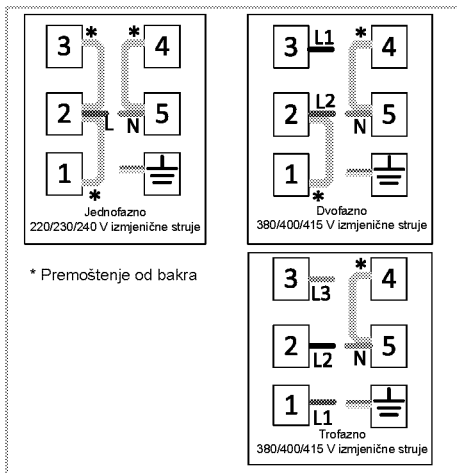 3 * * 4
2 L N 5
1 *
Jednofazno
220/230/240 V izmjenične struje
3 L1 * 4
2 L2 N 5
1 *
Dvofazno
380/400/415 V izmjenične struje
* Premoštenje od bakra
3 L3 * 4
2 L2 N 5
1 L1
Trofazno
380/400/415 V izmjenične struje